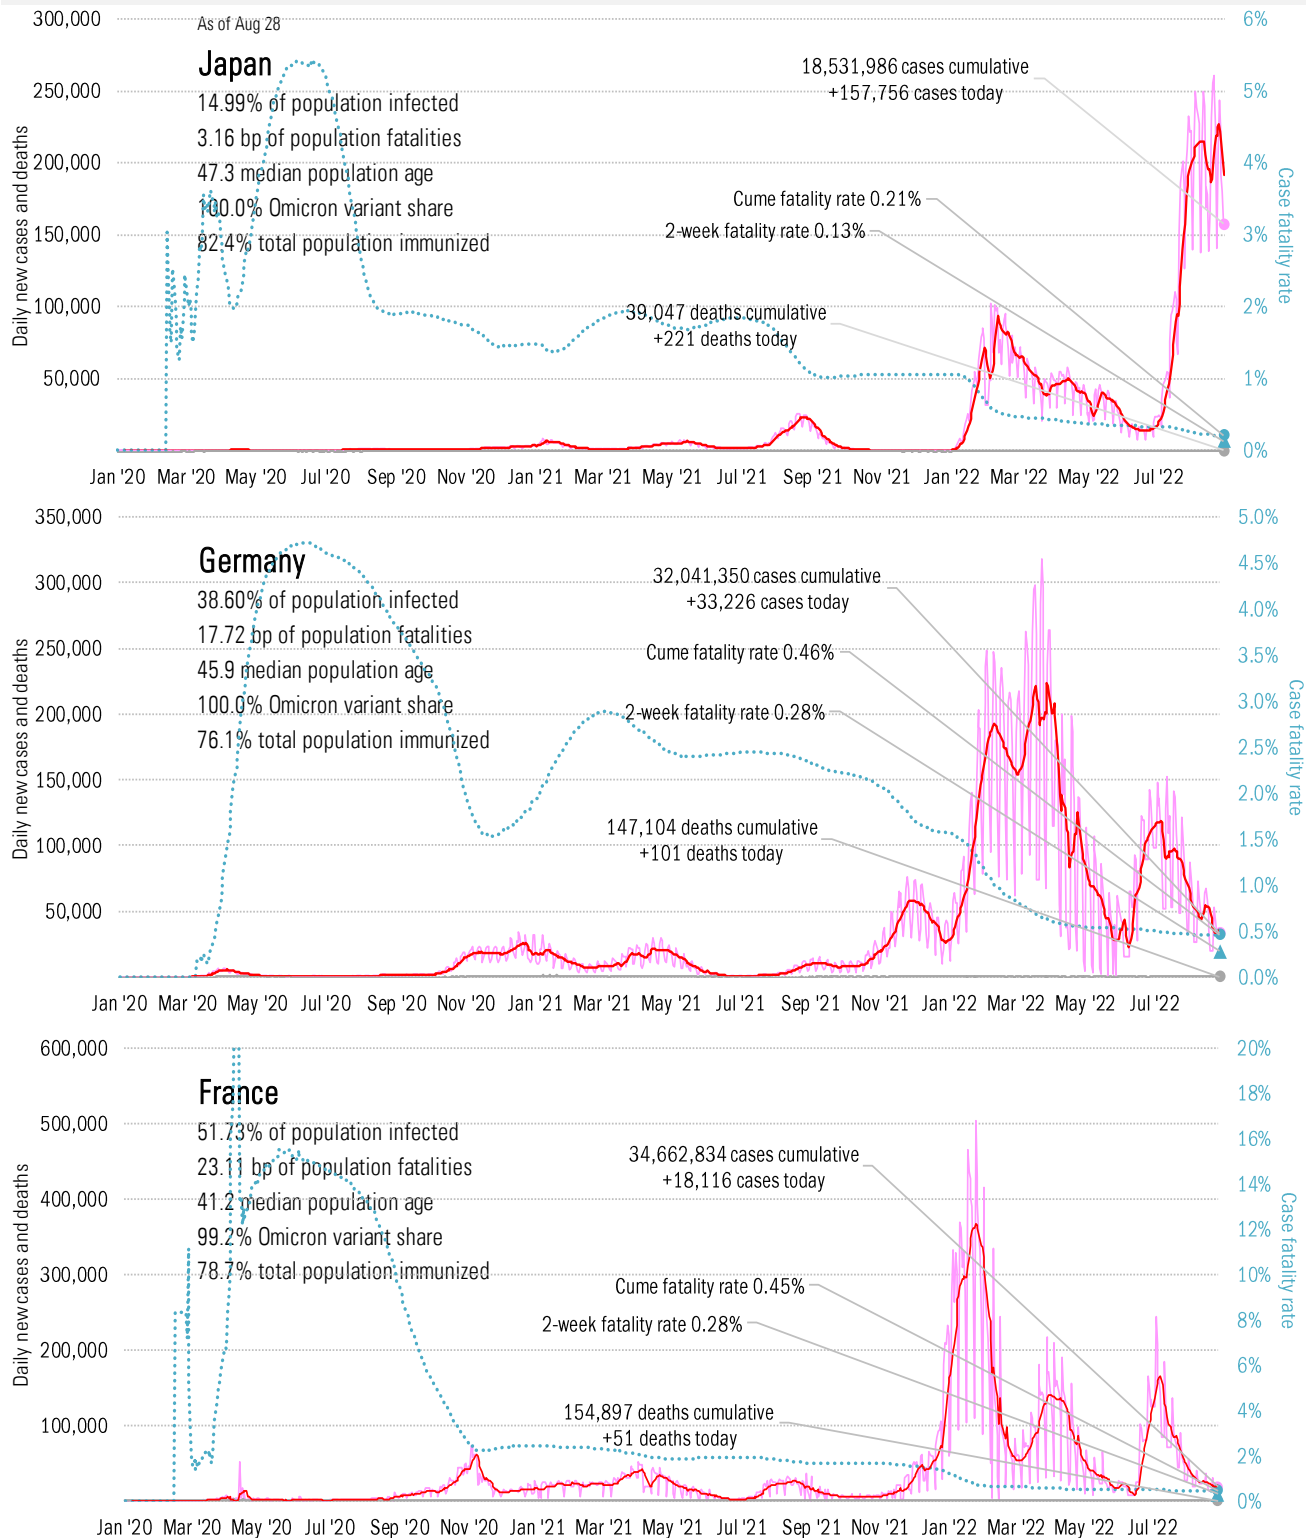 As of Aug 28
Japan
14.99% of population infected
3.16 bp of population fatalities
47.3 median population age
100.0% Omicron variant share
82.4% total population immunized
18,531,986 cases cumulative
+157,756 cases today
Cume fatality rate 0.21%
2-week fatality rate 0.13%
39,047 deaths cumulative
+221 deaths today
Daily new cases and deaths
300,000
250,000
200,000
150,000
100,000
50,000
6%
5%
4%
3%
2%
1%
0%
Case fatality rate
Jan '20 Mar '20 May '20 Jul '20 Sep '20 Nov '20 Jan '21 Mar '21 May '21 Jul '21 Sep '21 Nov '21 Jan '22 Mar '22 May '22 Jul '22
Germany
38.60% of population infected
17.72 bp of population fatalities
45.9 median population age
100.0% Omicron variant share
76.1% total population immunized
32,041,350 cases cumulative
+33,226 cases today
Cume fatality rate 0.46%
2-week fatality rate 0.28%
147,104 deaths cumulative
+101 deaths today
Daily new cases and deaths
350,000
300,000
250,000
200,000
150,000
100,000
50,000
5.0%
4.5%
4.0%
3.5%
3.0%
2.5%
2.0%
1.5%
1.0%
0.5%
0.0%
Case fatality rate
Jan '20 Mar '20 May '20 Jul '20 Sep '20 Nov '20 Jan '21 Mar '21 May '21 Jul '21 Sep '21 Nov '21 Jan '22 Mar '22 May '22 Jul '22
France
51.73% of population infected
23.11 bp of population fatalities
41.2 median population age
99.2% Omicron variant share
78.7% total population immunized
34,662,834 cases cumulative
+18,116 cases today
Cume fatality rate 0.45%
2-week fatality rate 0.28%
154,897 deaths cumulative
+51 deaths today
Daily new cases and deaths
600,000
500,000
400,000
300,000
200,000
100,000
20%
18%
16%
14%
12%
10%
8%
6%
4%
2%
0%
Case fatality rate
Jan '20 Mar '20 May '20 Jul '20 Sep '20 Nov '20 Jan '21 Mar '21 May '21 Jul '21 Sep '21 Nov '21 Jan '22 Mar '22 May '22 Jul '22